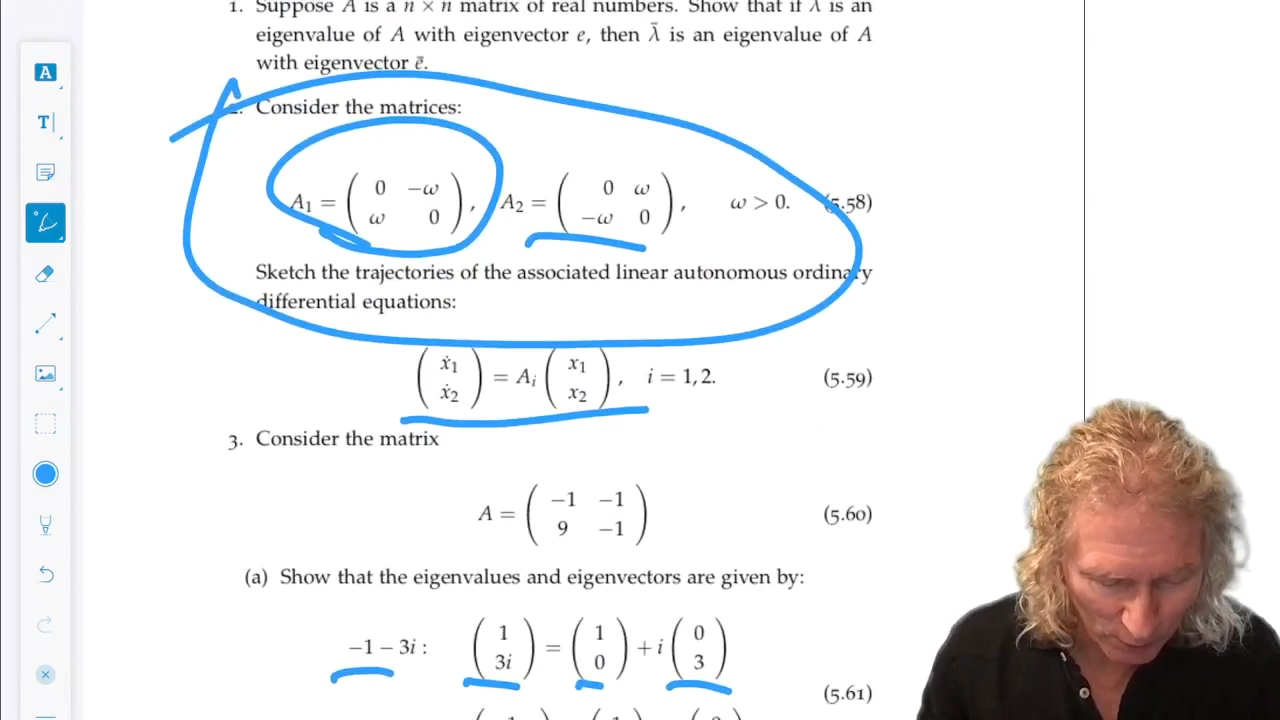 1. Suppose A is a n × n matrix of real numbers. Show that if λ is an
eigenvalue of A with eigenvector e, then λ̄ is an eigenvalue of A
with eigenvector ē.
2. Consider the matrices:
A₁ = ( 0 −ω ; ω 0 ), A₂ = ( 0 ω ; −ω 0 ), ω > 0. (5.58)
Sketch the trajectories of the associated linear autonomous ordinary
differential equations:
( ẋ₁ ; ẋ₂ ) = Aᵢ ( x₁ ; x₂ ), i = 1, 2. (5.59)
3. Consider the matrix
A = ( −1 −1 ; 9 −1 ) (5.60)
(a) Show that the eigenvalues and eigenvectors are given by:
−1 − 3i : ( 1 ; 3i ) = ( 1 ; 0 ) + i ( 0 ; 3 )
(5.61)
A
T